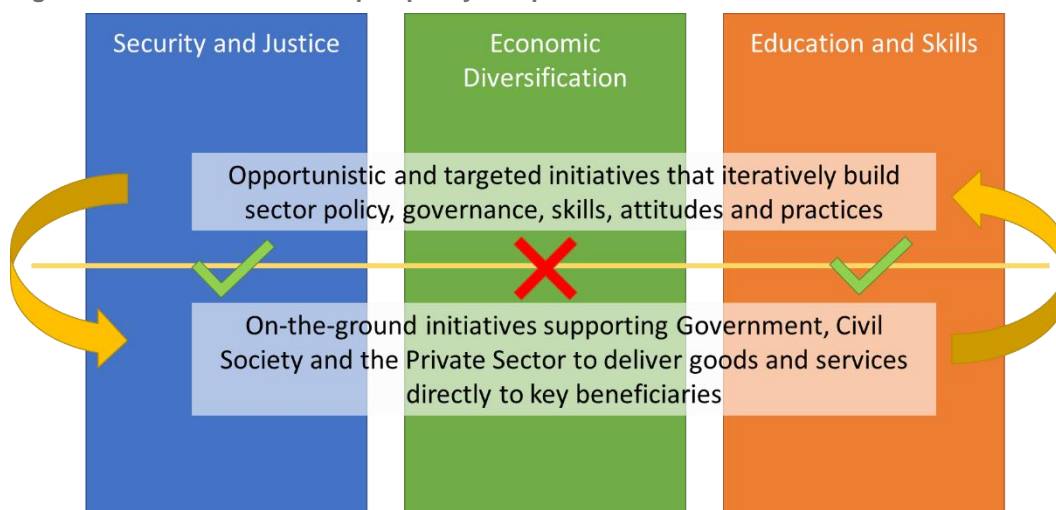 Security and Justice
Economic
Diversification
Education and Skills
Opportunistic and targeted initiatives that iteratively build
sector policy, governance, skills, attitudes and practices
On-the-ground initiatives supporting Government, Civil
Society and the Private Sector to deliver goods and services
directly to key beneficiaries